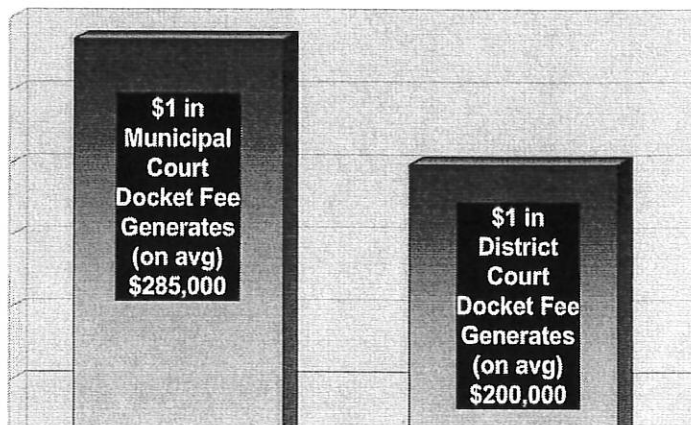 $1 in
Municipal
Court
Docket Fee
Generates
(on avg)
$285,000
$1 in
District
Court
Docket Fee
Generates
(on avg)
$200,000